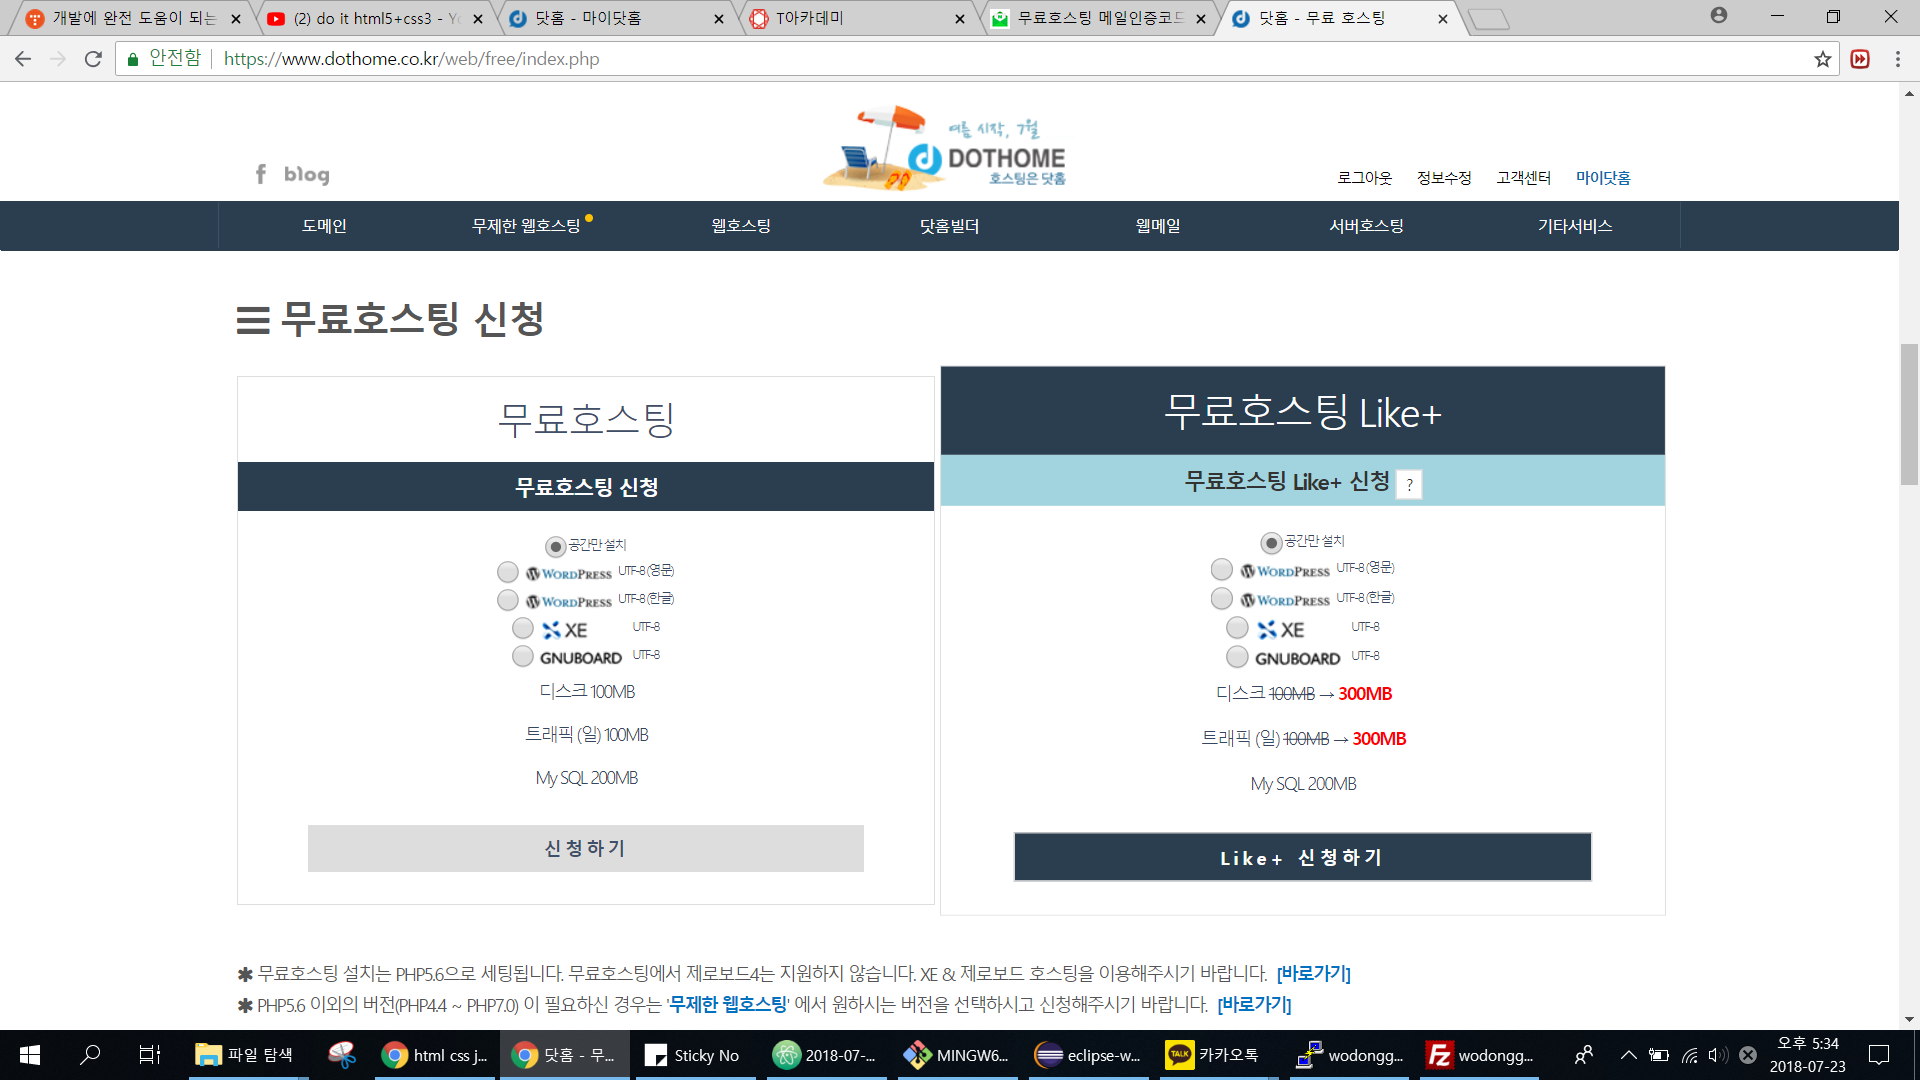 개발에 완전 도움이 되는
(2) do it html5+css3 - Yo
닷홈 - 마이닷홈
T아카데미
무료호스팅 메일인증코드
닷홈 - 무료 호스팅
안전함 https://www.dothome.co.kr/web/free/index.php
여름 시작, 7월
DOTHOME
호스팅은 닷홈
f blog
로그아웃 정보수정 고객센터 마이닷홈
도메인 무제한 웹호스팅 웹호스팅 닷홈빌더 웹메일 서버호스팅 기타서비스
무료호스팅 신청
무료호스팅
무료호스팅 신청
공간만 설치
WORDPRESS UTF-8 (영문)
WORDPRESS UTF-8 (한글)
XE UTF-8
GNUBOARD UTF-8
디스크 100MB
트래픽 (일) 100MB
My SQL 200MB
신청하기
무료호스팅 Like+
무료호스팅 Like+ 신청 ?
공간만 설치
WORDPRESS UTF-8 (영문)
WORDPRESS UTF-8 (한글)
XE UTF-8
GNUBOARD UTF-8
디스크 100MB → 300MB
트래픽 (일) 100MB → 300MB
My SQL 200MB
Like+ 신청하기
✱ 무료호스팅 설치는 PHP5.6으로 세팅됩니다. 무료호스팅에서 제로보드4는 지원하지 않습니다. XE & 제로보드 호스팅을 이용해주시기 바랍니다. [바로가기]
✱ PHP5.6 이외의 버전(PHP4.4 ~ PHP7.0) 이 필요하신 경우는 '무제한 웹호스팅' 에서 원하시는 버전을 선택하시고 신청해주시기 바랍니다. [바로가기]
파일 탐색
html css j...
닷홈 - 무...
Sticky No
2018-07-...
MINGW6...
eclipse-w...
TALK 카카오톡
wodongg...
Fz wodongg...
오후 5:34
2018-07-23